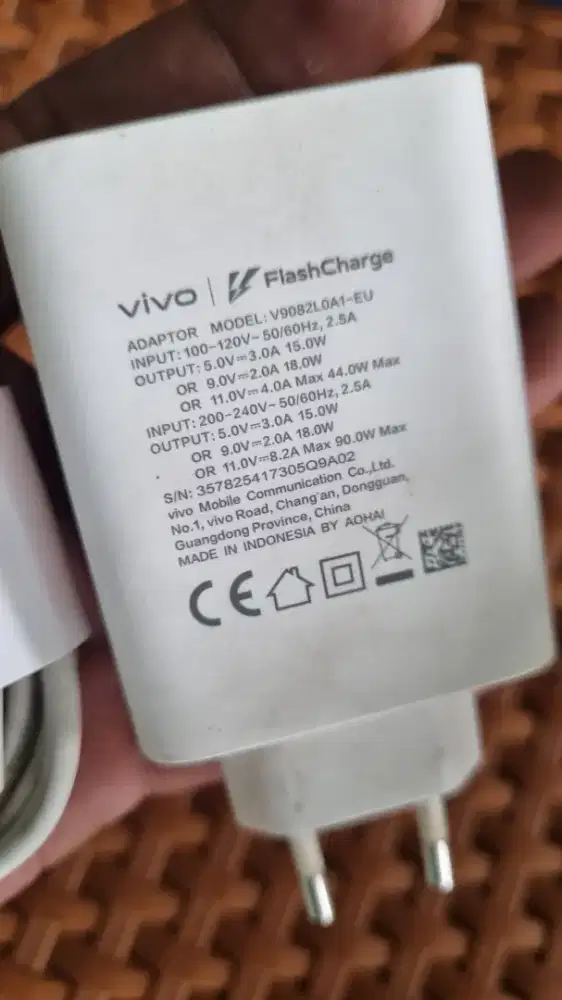 vivo | FlashCharge
ADAPTOR MODEL: V9082L0A1-EU
INPUT: 100-120V~ 50/60Hz, 2.5A
OUTPUT: 5.0V⎓3.0A 15.0W
OR 9.0V⎓2.0A 18.0W
OR 11.0V⎓4.0A Max 44.0W Max
INPUT: 200-240V~ 50/60Hz, 2.5A
OUTPUT: 5.0V⎓3.0A 15.0W
OR 9.0V⎓2.0A 18.0W
OR 11.0V⎓8.2A Max 90.0W Max
S/N: 357825417305Q9A02
vivo Mobile Communication Co.,Ltd.
No.1, vivo Road, Chang'an, Dongguan,
Guangdong Province, China
MADE IN INDONESIA BY AOHAI
CE